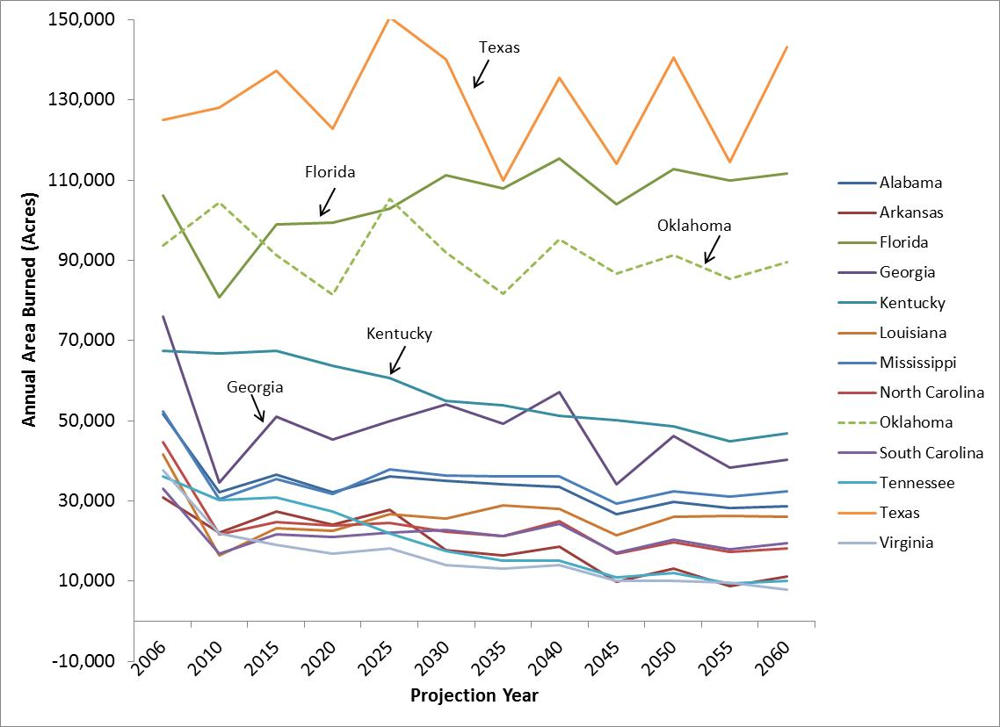 150,000
130,000
110,000
90,000
70,000
50,000
30,000
10,000
-10,000
Annual Area Burned (Acres)
Texas
Florida
Oklahoma
Kentucky
Georgia
2006
2010
2015
2020
2025
2030
2035
2040
2045
2050
2055
2060
Projection Year
Alabama
Arkansas
Florida
Georgia
Kentucky
Louisiana
Mississippi
North Carolina
Oklahoma
South Carolina
Tennessee
Texas
Virginia